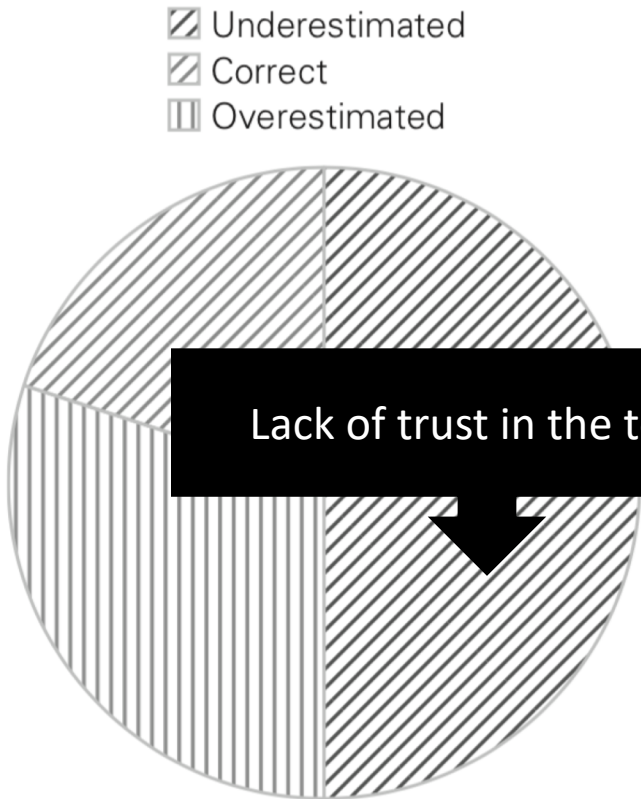 Underestimated
Correct
Overestimated
Lack of trust in the